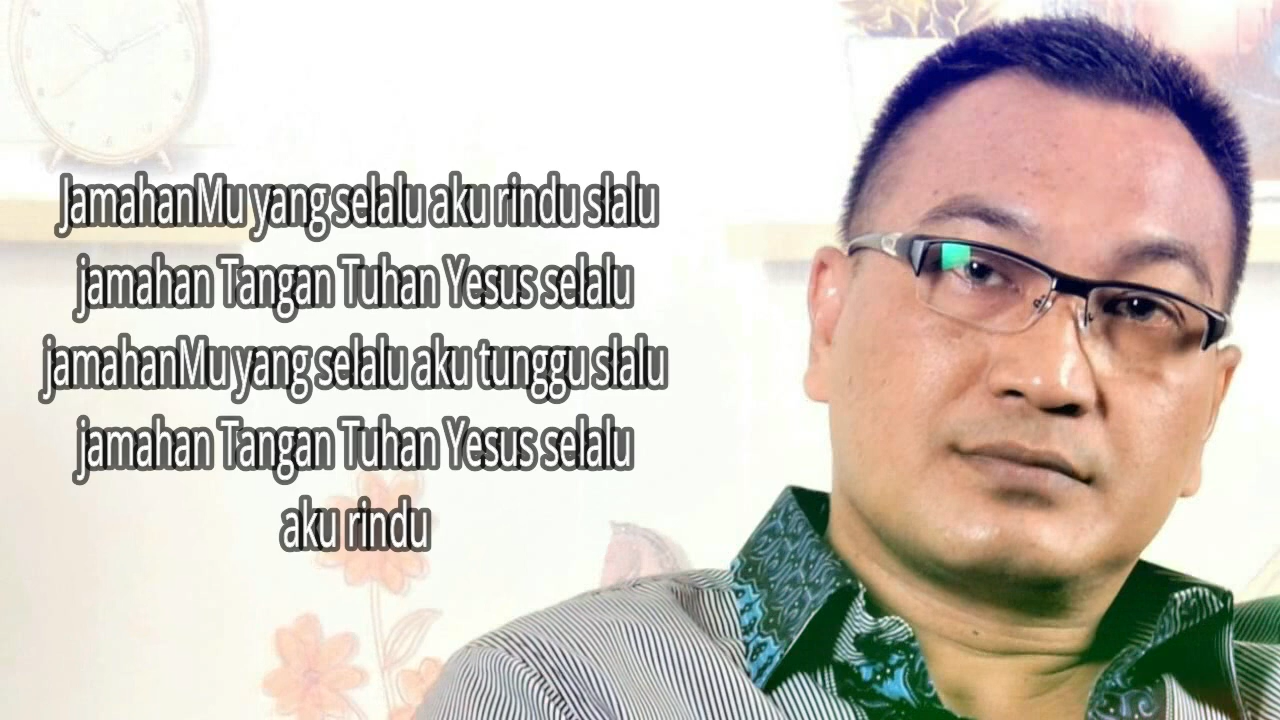 JamahanMu yang selalu aku rindu slalu
jamahan Tangan Tuhan Yesus selalu
jamahanMu yang selalu aku tunggu slalu
jamahan Tangan Tuhan Yesus selalu
aku rindu